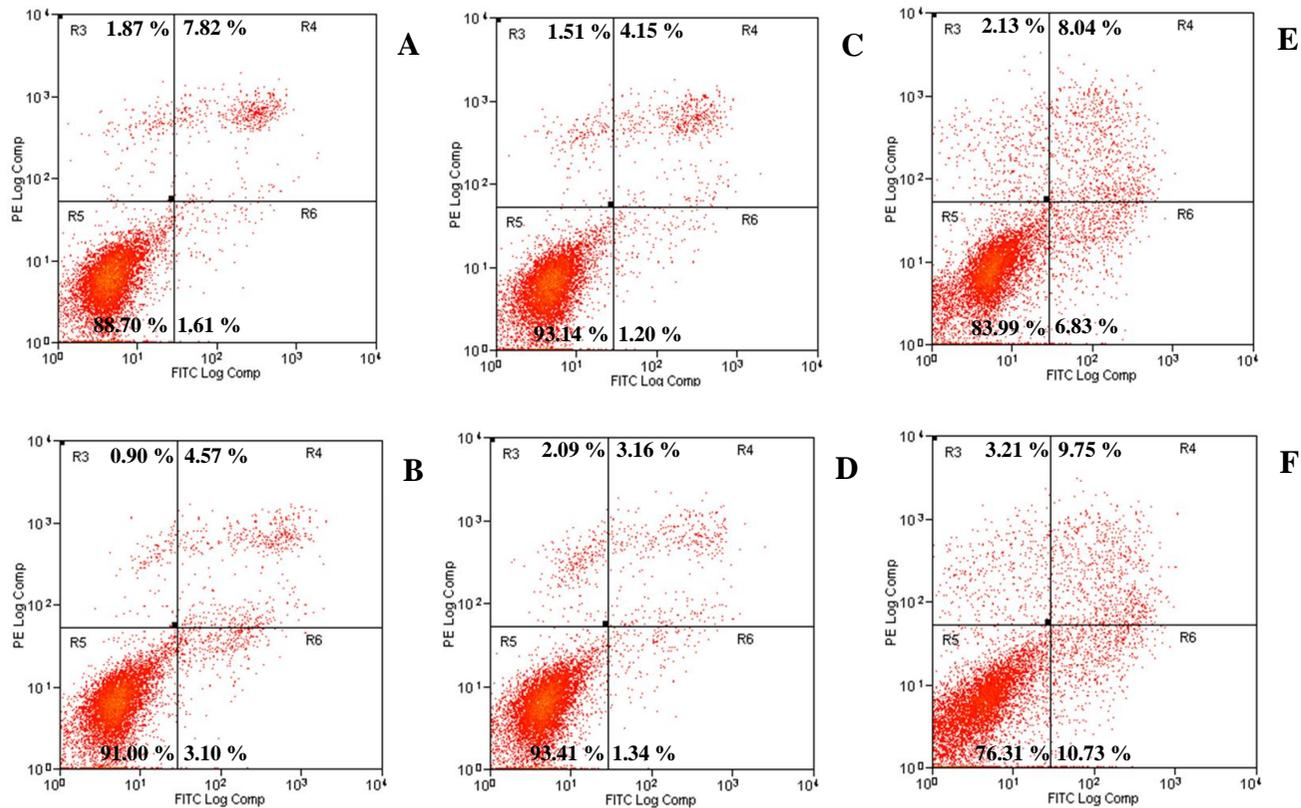 10⁴ R3 1.87 % 7.82 % R4
A
10³
PE Log Comp
10²
R5 R6
10¹
88.70 % 1.61 %
10⁰
10⁰ 10¹ 10² 10³ 10⁴
FITC Log Comp
10⁴ R3 1.51 % 4.15 % R4
C
10³
PE Log Comp
10²
R5 R6
10¹
93.14 % 1.20 %
10⁰
10⁰ 10¹ 10² 10³ 10⁴
FITC Log Comp
10⁴ R3 2.13 % 8.04 % R4
E
10³
PE Log Comp
10²
R5 R6
10¹
83.99 % 6.83 %
10⁰
10⁰ 10¹ 10² 10³ 10⁴
FITC Log Comp
10⁴ R3 0.90 % 4.57 % R4
B
10³
PE Log Comp
10²
R5 R6
10¹
91.00 % 3.10 %
10⁰
10⁰ 10¹ 10² 10³ 10⁴
FITC Log Comp
10⁴ R3 2.09 % 3.16 % R4
D
10³
PE Log Comp
10²
R5 R6
10¹
93.41 % 1.34 %
10⁰
10⁰ 10¹ 10² 10³ 10⁴
FITC Log Comp
10⁴ R3 3.21 % 9.75 % R4
F
10³
PE Log Comp
10²
R5 R6
10¹
76.31 % 10.73 %
10⁰
10⁰ 10¹ 10² 10³ 10⁴
FITC Log Comp